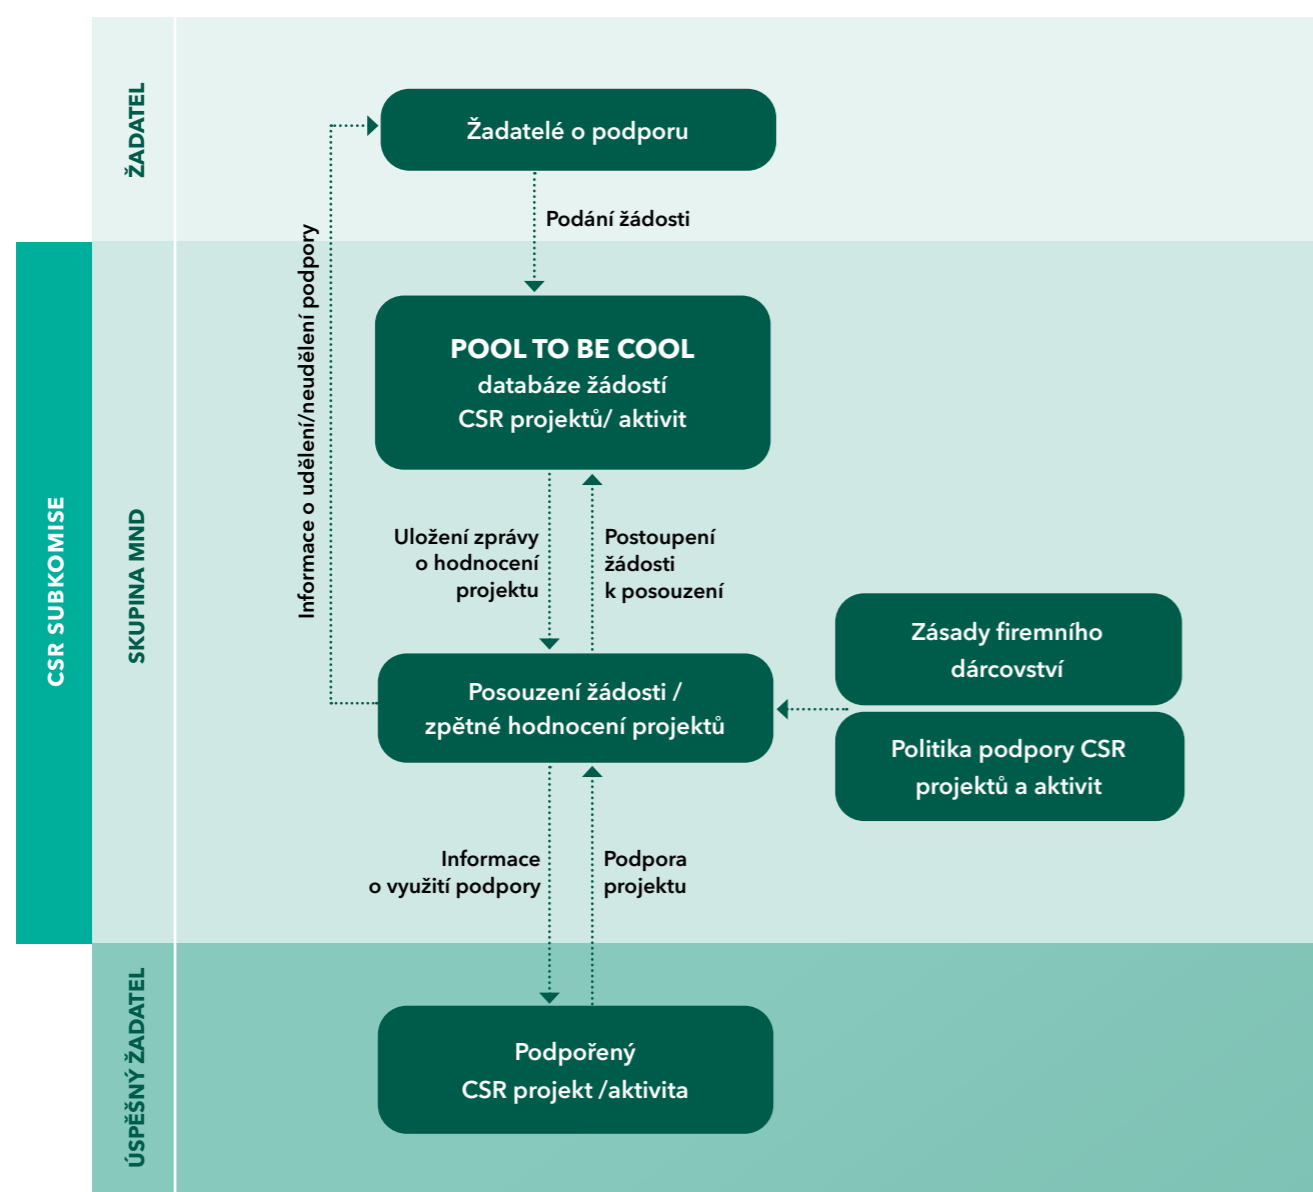 ŽADATEL
Žadatelé o podporu
Podání žádosti
Informace o udělení/neudělení podpory
CSR SUBKOMISE
SKUPINA MND
POOL TO BE COOL
databáze žádostí
CSR projektů/ aktivit
Uložení zprávy
o hodnocení
projektu
Postoupení
žádosti
k posouzení
Posouzení žádosti /
zpětné hodnocení projektů
Zásady firemního
dárcovství
Politika podpory CSR
projektů a aktivit
Informace
o využití podpory
Podpora
projektu
ÚSPĚŠNÝ ŽADATEL
Podpořený
CSR projekt /aktivita